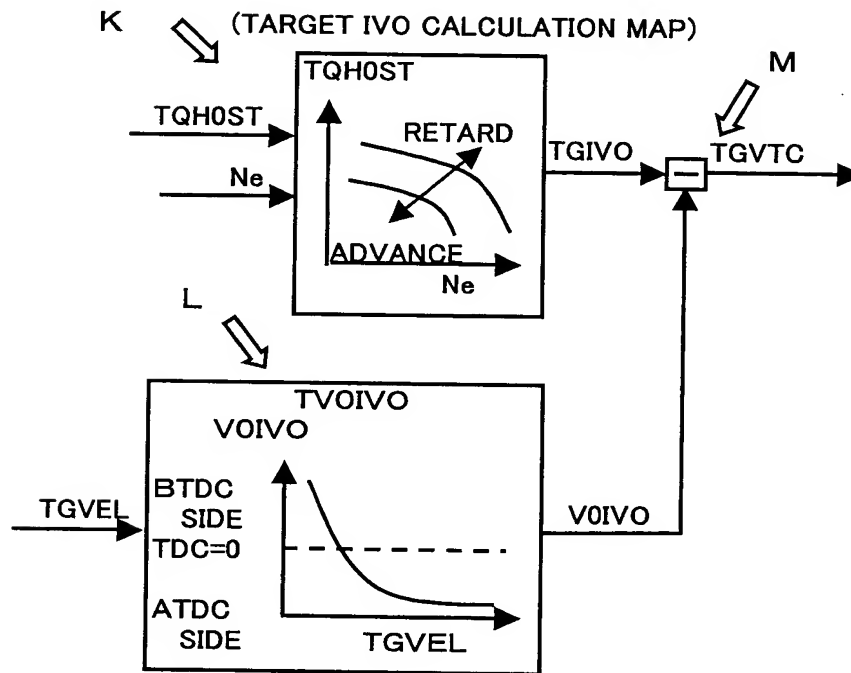 K
(TARGET IVO CALCULATION MAP)
M
TQH0ST
TQH0ST
RETARD
TGIVO
TGVTC
Ne
ADVANCE
Ne
L
TV0IVO
V0IVO
BTDC
SIDE
TGVEL
TDC=0
V0IVO
ATDC
SIDE
TGVEL